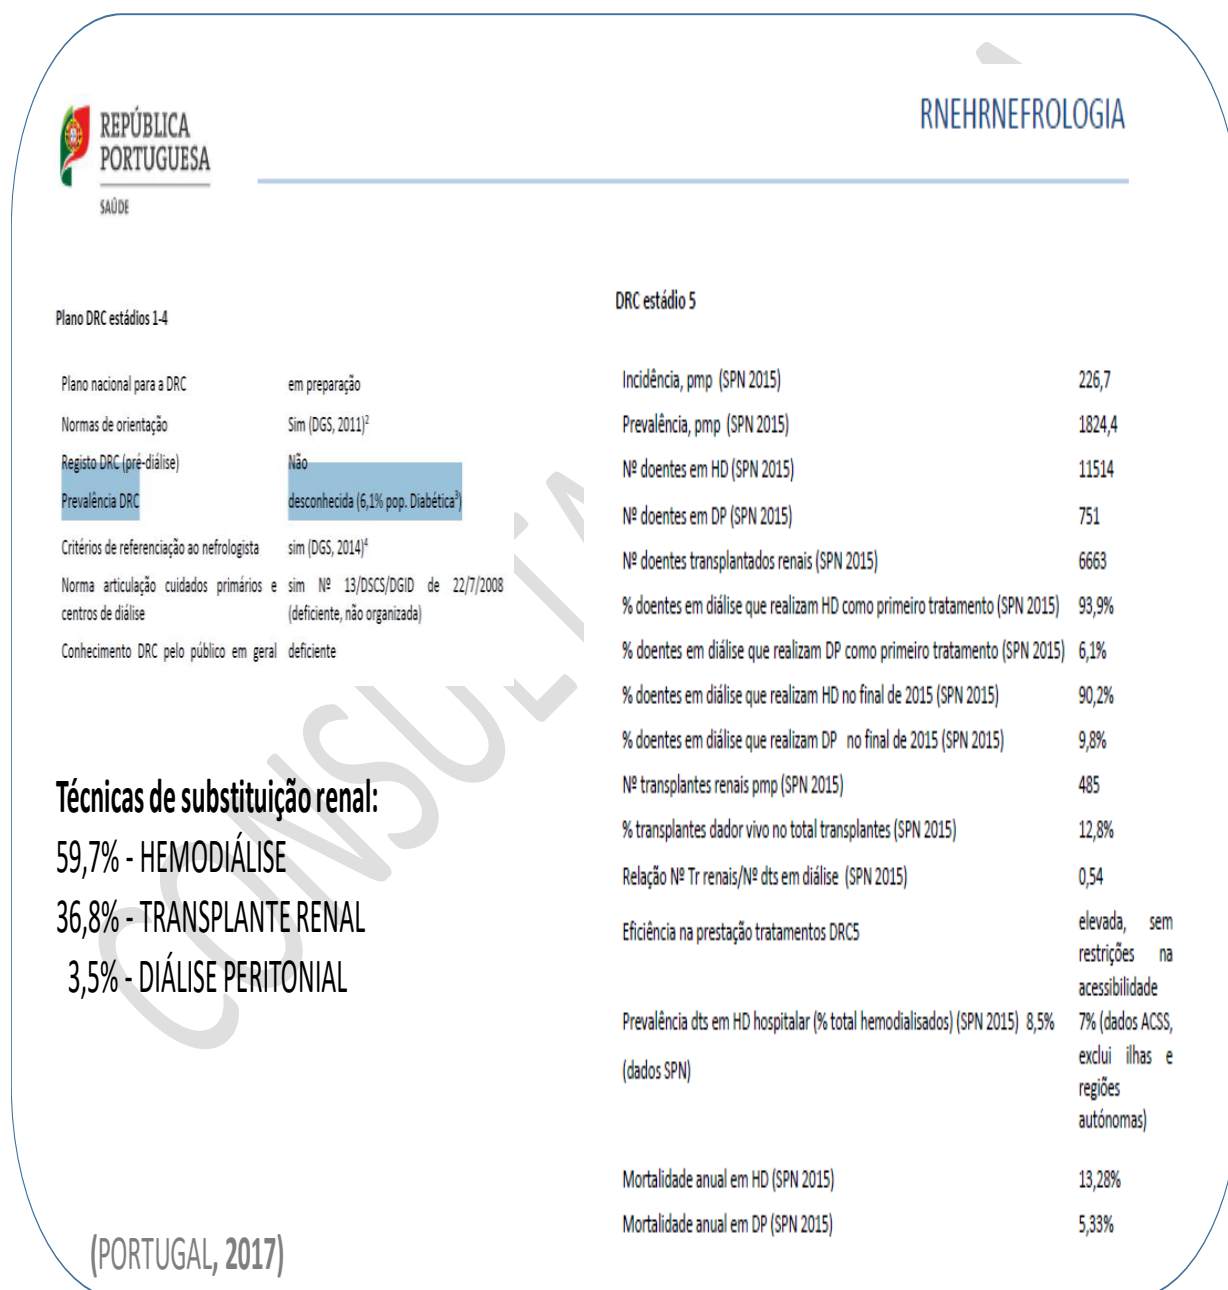 RNEHRNEFROLOGIA
REPÚBLICA
PORTUGUESA
SAÚDE
Plano DRC estádios 1-4
Plano nacional para a DRC em preparação
Normas de orientação Sim (DGS, 2011)²
Registo DRC (pré-diálise) Não
Prevalência DRC desconhecida (6,1% pop. Diabética³)
Critérios de referenciação ao nefrologista sim (DGS, 2014)⁴
Norma articulação cuidados primários e sim Nº 13/DSCS/DGID de 22/7/2008
centros de diálise (deficiente, não organizada)
Conhecimento DRC pelo público em geral deficiente
Técnicas de substituição renal:
59,7% - HEMODIÁLISE
36,8% - TRANSPLANTE RENAL
3,5% - DIÁLISE PERITONIAL
(PORTUGAL, 2017)
DRC estádio 5
Incidência, pmp (SPN 2015) 226,7
Prevalência, pmp (SPN 2015) 1824,4
Nº doentes em HD (SPN 2015) 11514
Nº doentes em DP (SPN 2015) 751
Nº doentes transplantados renais (SPN 2015) 6663
% doentes em diálise que realizam HD como primeiro tratamento (SPN 2015) 93,9%
% doentes em diálise que realizam DP como primeiro tratamento (SPN 2015) 6,1%
% doentes em diálise que realizam HD no final de 2015 (SPN 2015) 90,2%
% doentes em diálise que realizam DP no final de 2015 (SPN 2015) 9,8%
Nº transplantes renais pmp (SPN 2015) 485
% transplantes dador vivo no total transplantes (SPN 2015) 12,8%
Relação Nº Tr renais/Nº dts em diálise (SPN 2015) 0,54
Eficiência na prestação tratamentos DRC5 elevada, sem
restrições na
acessibilidade
Prevalência dts em HD hospitalar (% total hemodialisados) (SPN 2015) 8,5% 7% (dados ACSS,
(dados SPN) exclui ilhas e
regiões
autónomas)
Mortalidade anual em HD (SPN 2015) 13,28%
Mortalidade anual em DP (SPN 2015) 5,33%